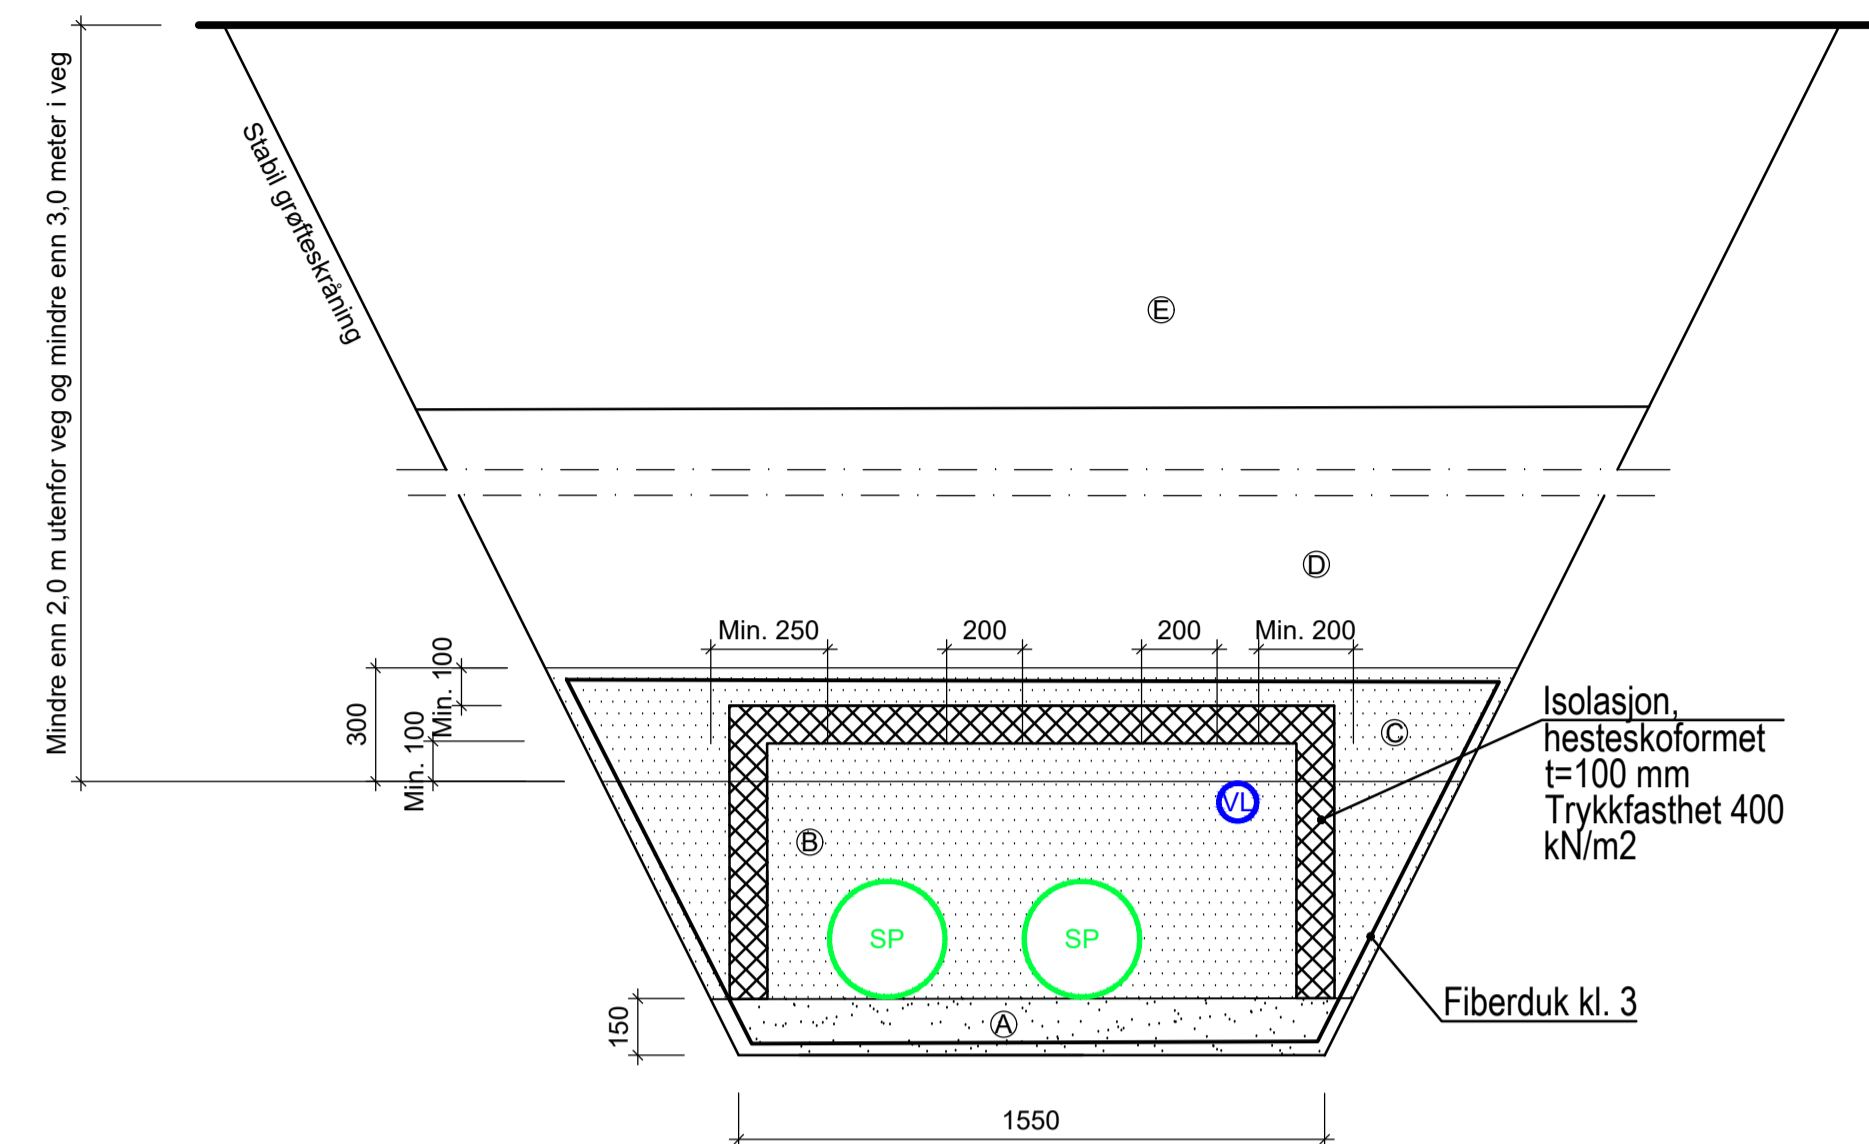 Mindre enn 2,0 m utenfor veg og mindre enn 3,0 meter i veg
Stabil grøfteskråning
E
D
Min. 250
200
200
Min. 200
Min. 100
300
Min. 100
C
Isolasjon,
hesteskoformet
t=100 mm
Trykkfasthet 400
kN/m2
VL
B
SP
SP
Fiberduk kl. 3
A
150
1550